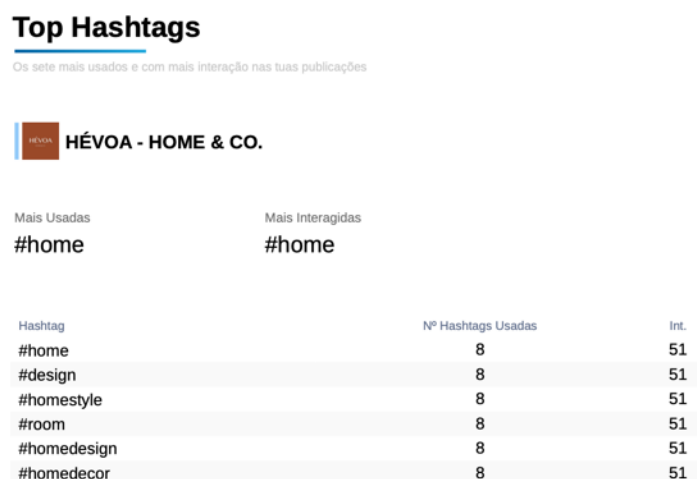 Top Hashtags
Os sete mais usados e com mais interação nas tuas publicações
HÉVOA
HÉVOA - HOME & CO.
Mais Usadas Mais Interagidas
#home #home
Hashtag Nº Hashtags Usadas Int.
#home 8 51
#design 8 51
#homestyle 8 51
#room 8 51
#homedesign 8 51
#homedecor 8 51